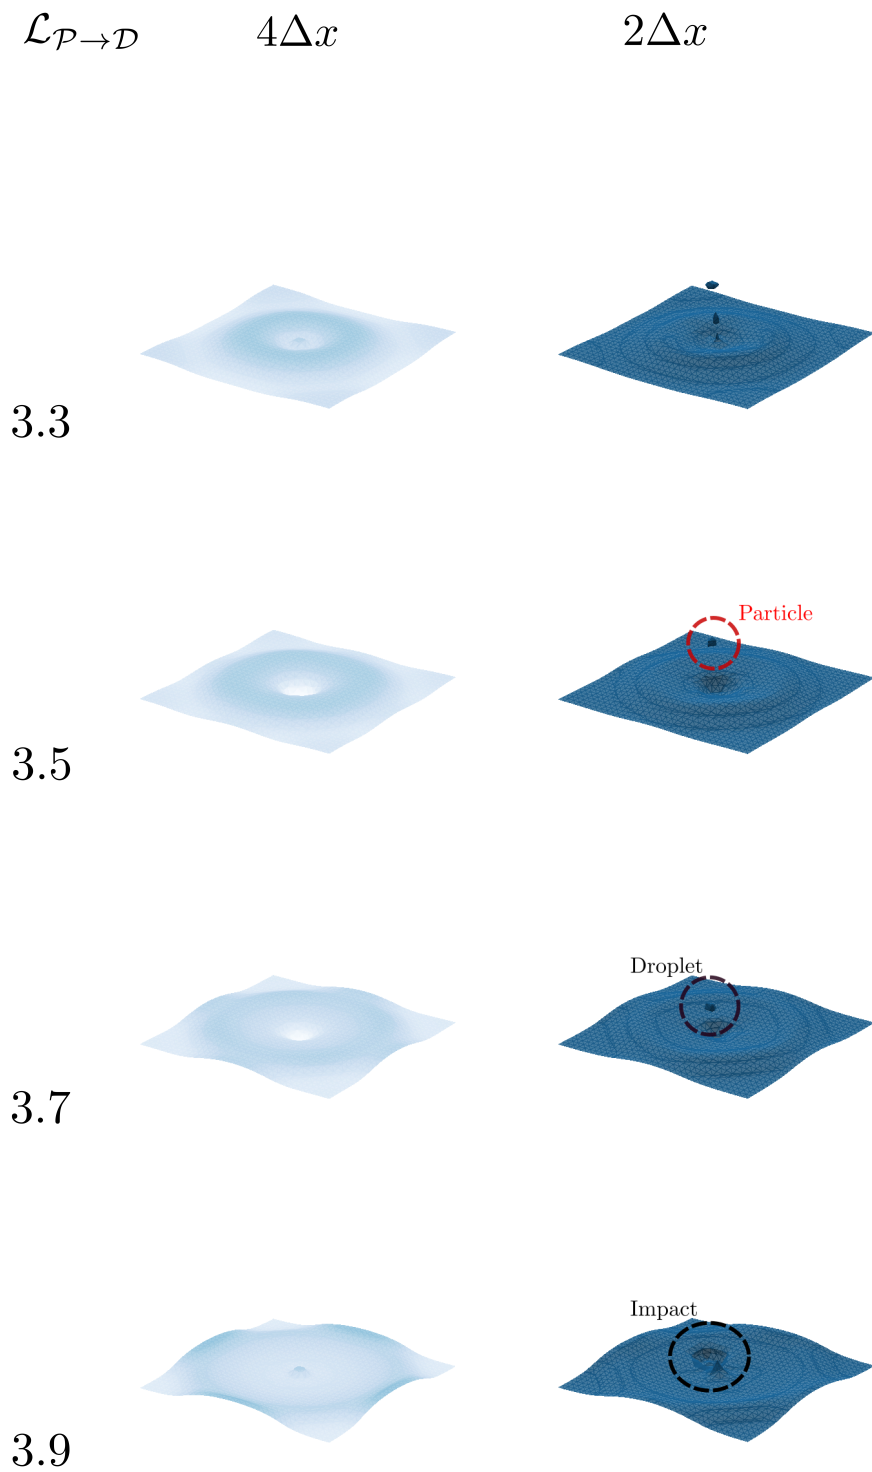 ℒ𝒫→𝒟 4Δx 2Δx
3.3
Particle
3.5
Droplet
3.7
Impact
3.9